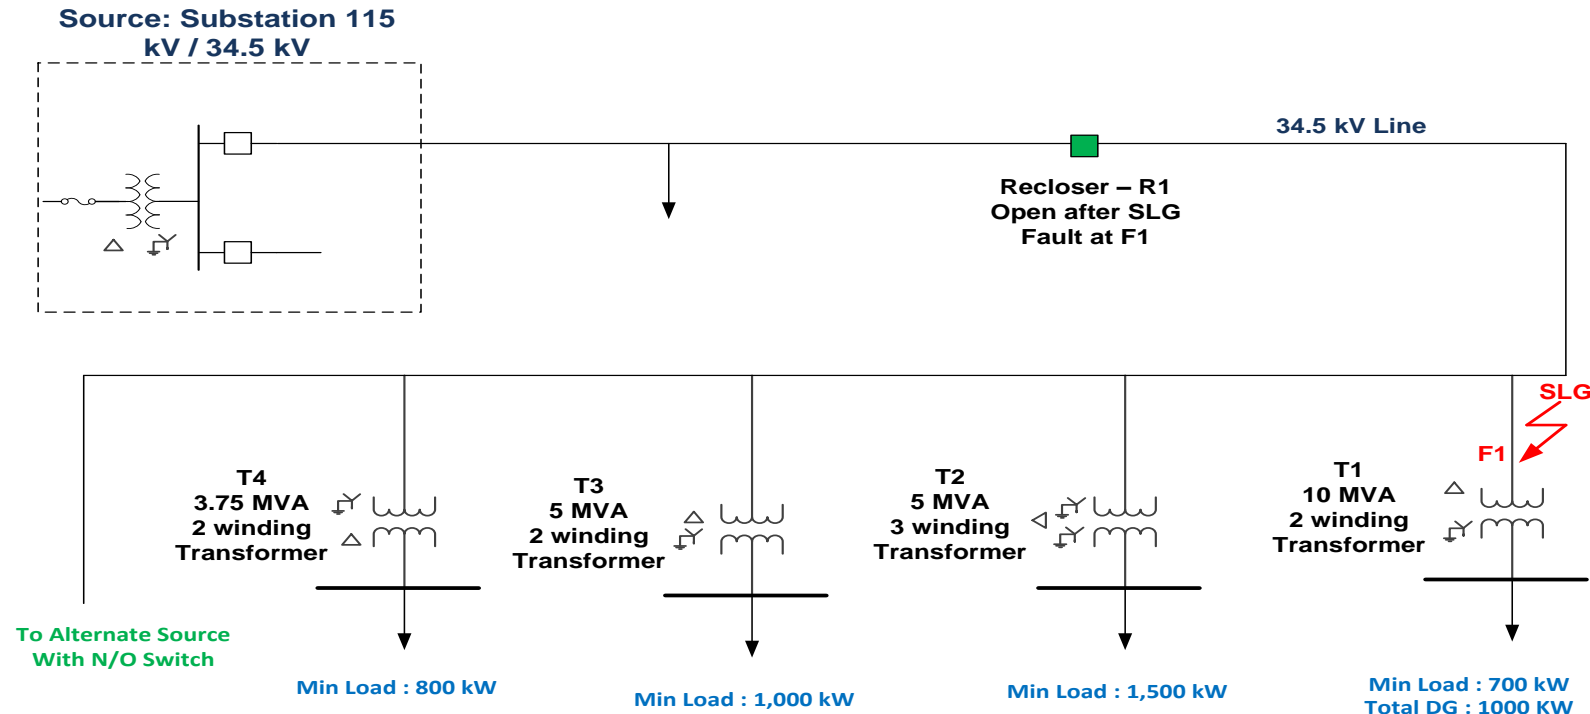 Source: Substation 115
kV / 34.5 kV
34.5 kV Line
Recloser – R1
Open after SLG
Fault at F1
SLG
F1
T4
3.75 MVA
2 winding
Transformer
T3
5 MVA
2 winding
Transformer
T2
5 MVA
3 winding
Transformer
T1
10 MVA
2 winding
Transformer
To Alternate Source
With N/O Switch
Min Load : 800 kW
Min Load : 1,000 kW
Min Load : 1,500 kW
Min Load : 700 kW
Total DG : 1000 KW